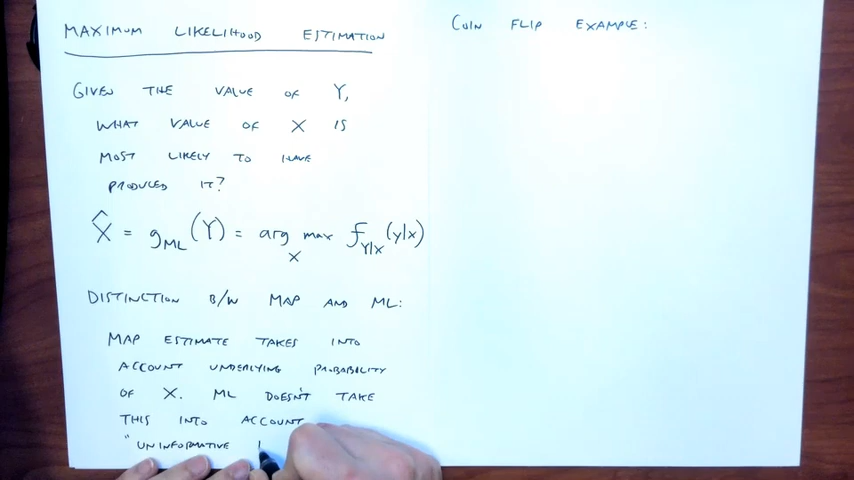 MAXIMUM LIKELIHOOD ESTIMATION
GIVEN THE VALUE OF Y,
WHAT VALUE OF X IS
MOST LIKELY TO HAVE
PRODUCED IT?
X̂ = g_ML (Y) = arg max_X f_Y|X (y|x)
DISTINCTION B/W MAP AND ML:
MAP ESTIMATE TAKES INTO
ACCOUNT UNDERLYING PROBABILITY
OF X. ML DOESN'T TAKE
THIS INTO ACCOUNT
"UNINFORMATIVE
COIN FLIP EXAMPLE: